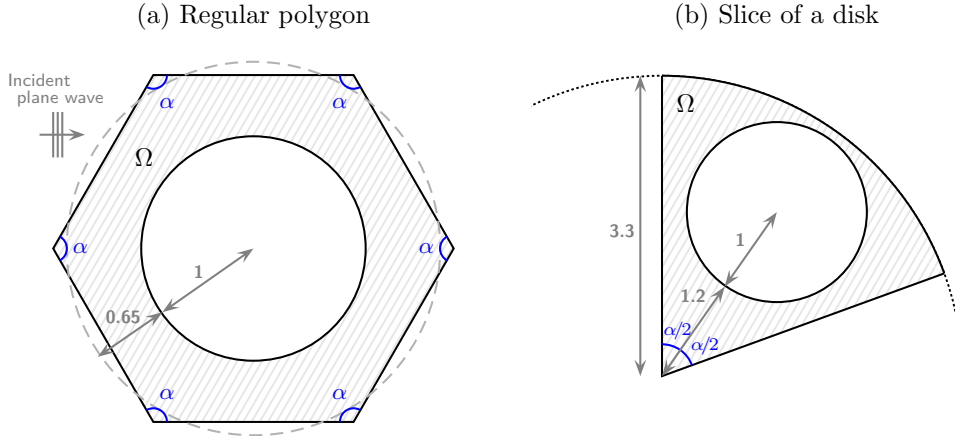 (a) Regular polygon
(b) Slice of a disk
Incident
plane wave
α
α
Ω
Ω
α
α
1
0.65
α
α
3.3
1
1.2
α/2
α/2